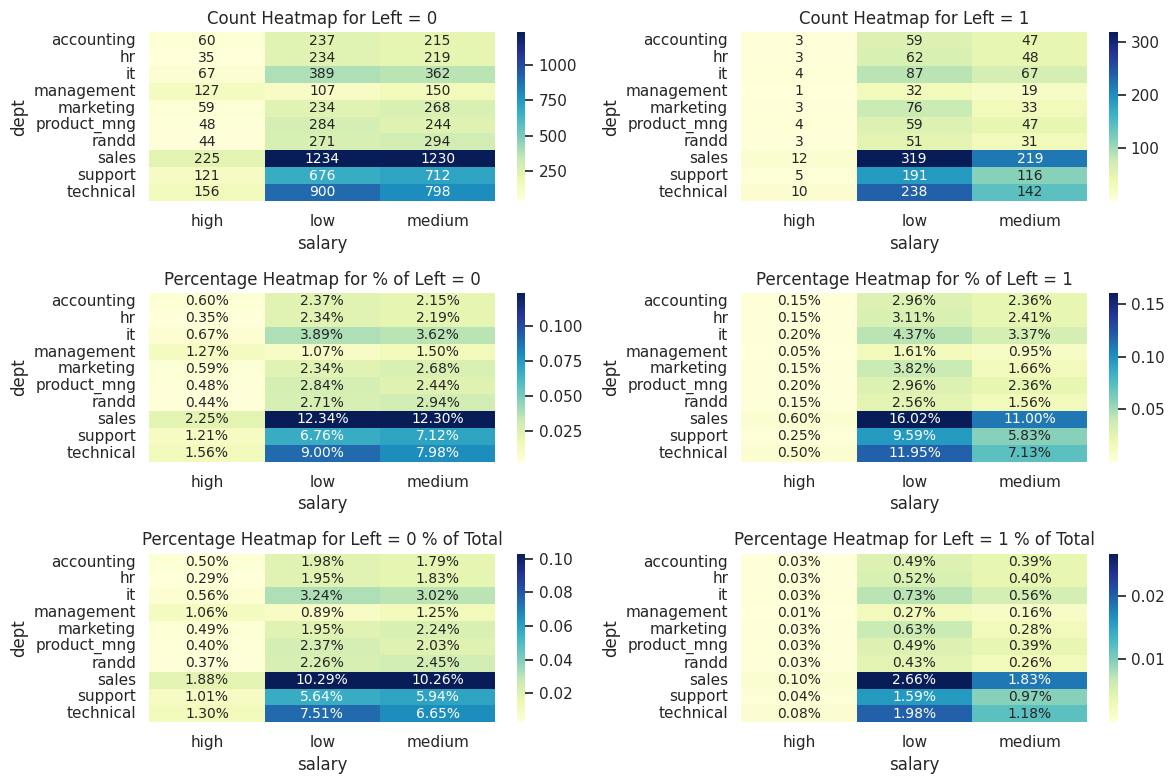 Count Heatmap for Left = 0
accounting 60 237 215
hr 35 234 219
it 67 389 362
management 127 107 150
marketing 59 234 268
product_mng 48 284 244
randd 44 271 294
sales 225 1234 1230
support 121 676 712
technical 156 900 798
high low medium
salary
dept
1000
750
500
250
Count Heatmap for Left = 1
accounting 3 59 47
hr 3 62 48
it 4 87 67
management 1 32 19
marketing 3 76 33
product_mng 4 59 47
randd 3 51 31
sales 12 319 219
support 5 191 116
technical 10 238 142
high low medium
salary
dept
300
200
100
Percentage Heatmap for % of Left = 0
accounting 0.60% 2.37% 2.15%
hr 0.35% 2.34% 2.19%
it 0.67% 3.89% 3.62%
management 1.27% 1.07% 1.50%
marketing 0.59% 2.34% 2.68%
product_mng 0.48% 2.84% 2.44%
randd 0.44% 2.71% 2.94%
sales 2.25% 12.34% 12.30%
support 1.21% 6.76% 7.12%
technical 1.56% 9.00% 7.98%
high low medium
salary
dept
0.100
0.075
0.050
0.025
Percentage Heatmap for % of Left = 1
accounting 0.15% 2.96% 2.36%
hr 0.15% 3.11% 2.41%
it 0.20% 4.37% 3.37%
management 0.05% 1.61% 0.95%
marketing 0.15% 3.82% 1.66%
product_mng 0.20% 2.96% 2.36%
randd 0.15% 2.56% 1.56%
sales 0.60% 16.02% 11.00%
support 0.25% 9.59% 5.83%
technical 0.50% 11.95% 7.13%
high low medium
salary
dept
0.15
0.10
0.05
Percentage Heatmap for Left = 0 % of Total
accounting 0.50% 1.98% 1.79%
hr 0.29% 1.95% 1.83%
it 0.56% 3.24% 3.02%
management 1.06% 0.89% 1.25%
marketing 0.49% 1.95% 2.24%
product_mng 0.40% 2.37% 2.03%
randd 0.37% 2.26% 2.45%
sales 1.88% 10.29% 10.26%
support 1.01% 5.64% 5.94%
technical 1.30% 7.51% 6.65%
high low medium
salary
dept
0.10
0.08
0.06
0.04
0.02
Percentage Heatmap for Left = 1 % of Total
accounting 0.03% 0.49% 0.39%
hr 0.03% 0.52% 0.40%
it 0.03% 0.73% 0.56%
management 0.01% 0.27% 0.16%
marketing 0.03% 0.63% 0.28%
product_mng 0.03% 0.49% 0.39%
randd 0.03% 0.43% 0.26%
sales 0.10% 2.66% 1.83%
support 0.04% 1.59% 0.97%
technical 0.08% 1.98% 1.18%
high low medium
salary
dept
0.02
0.01